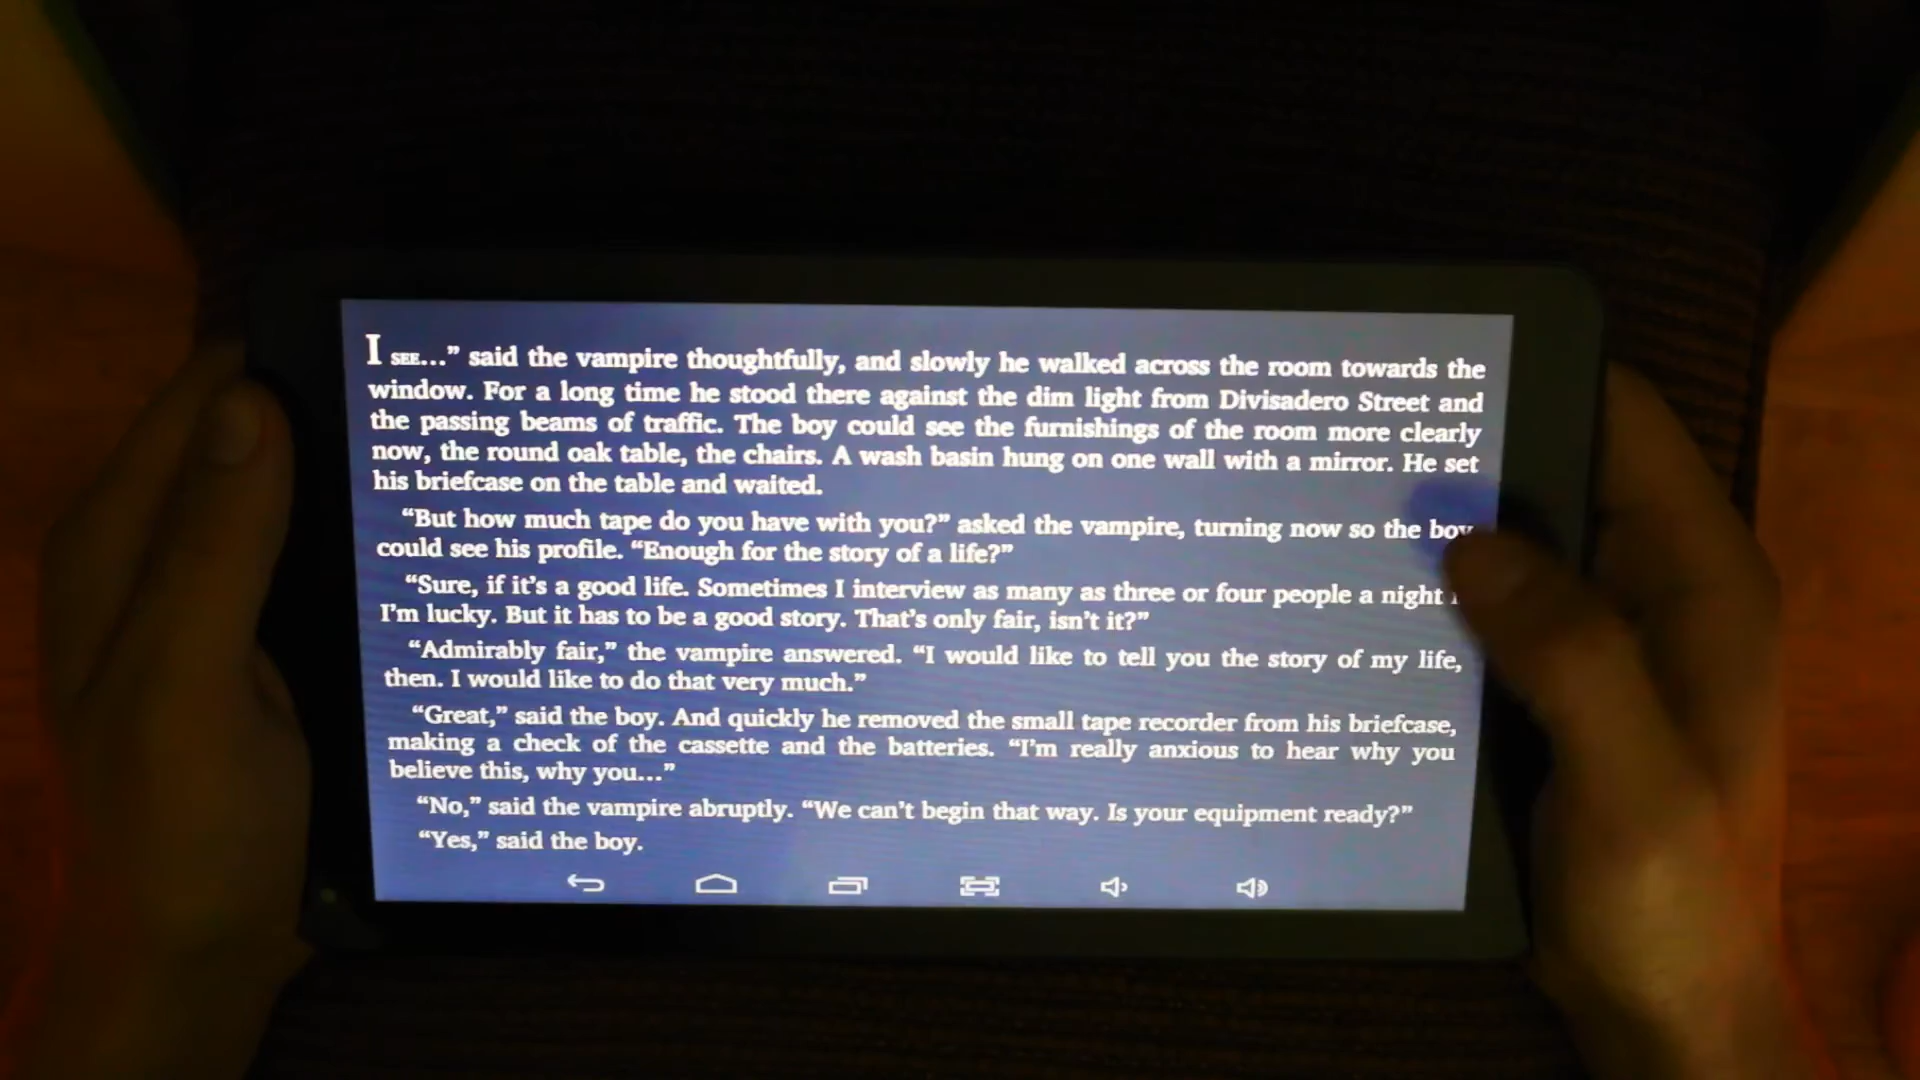 I SEE...” said the vampire thoughtfully, and slowly he walked across the room towards the
window. For a long time he stood there against the dim light from Divisadero Street and
the passing beams of traffic. The boy could see the furnishings of the room more clearly
now, the round oak table, the chairs. A wash basin hung on one wall with a mirror. He set
his briefcase on the table and waited.
“But how much tape do you have with you?” asked the vampire, turning now so the boy
could see his profile. “Enough for the story of a life?”
“Sure, if it’s a good life. Sometimes I interview as many as three or four people a night
I’m lucky. But it has to be a good story. That’s only fair, isn’t it?”
“Admirably fair,” the vampire answered. “I would like to tell you the story of my life,
then. I would like to do that very much.”
“Great,” said the boy. And quickly he removed the small tape recorder from his briefcase,
making a check of the cassette and the batteries. “I’m really anxious to hear why you
believe this, why you...”
“No,” said the vampire abruptly. “We can’t begin that way. Is your equipment ready?”
“Yes,” said the boy.